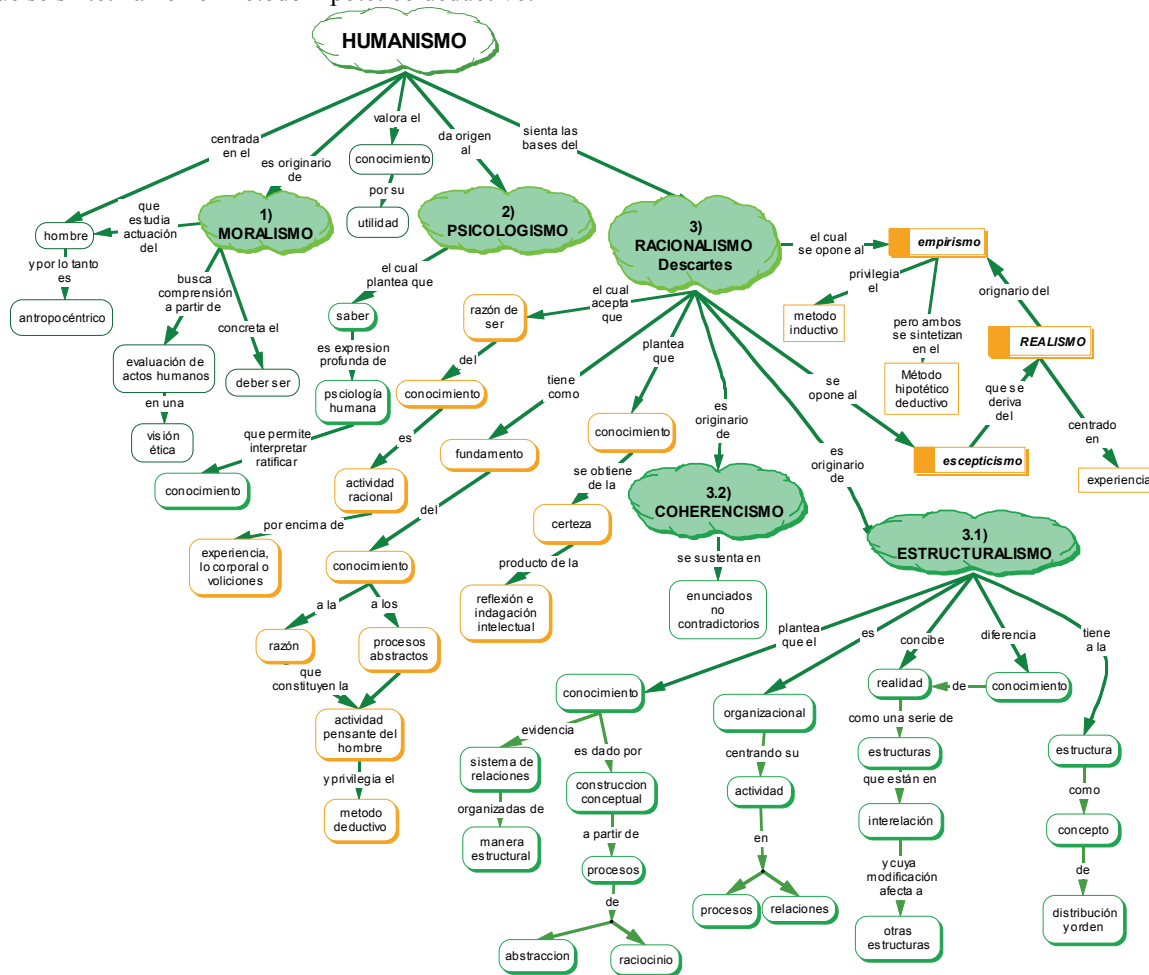 HUMANISMO
centrada
en el
es originario
de
valora el
conocimiento
por su
utilidad
da origen
al
sienta las
bases del
que
estudia
actuación
del
hombre
y por lo tanto
es
antropocéntrico
1)
MORALISMO
busca
comprensión
a partir de
evaluación de
actos humanos
en una
visión
ética
concreta el
deber ser
2)
PSICOLOGISMO
el cual
plantea que
saber
es expresion
profunda de
pscología
humana
que permite
interpretar
ratificar
conocimiento
3)
RACIONALISMO
Descartes
el cual
acepta
que
razón de
ser
del
conocimiento
es
actividad
racional
por encima de
experiencia,
lo corporal o
voliciones
tiene
como
fundamento
del
conocimiento
a la
a los
razón
procesos
abstractos
que
constituyen la
actividad
pensante del
hombre
y privilegia el
metodo
deductivo
plantea
que
conocimiento
se obtiene
de la
certeza
producto de la
reflexión e
indagación
intelectual
es
originario
de
3.2)
COHERENCISMO
se sustenta en
enunciados
no
contradictorios
el cual
se opone al
empirismo
privilegia
el
metodo
inductivo
pero ambos
se sintetizan
en el
Método
hipotético
deductivo
orignario del
REALISMO
que se
deriva
del
centrado
en
experiencia
se
opone al
escepticismo
es
originario
de
3.1)
ESTRUCTURALISMO
plantea
que el
conocimiento
evidencia
sistema de
relaciones
organizadas de
manera
estructural
es dado por
construccion
conceptual
a partir de
procesos
de
abstraccion
raciocinio
es
organizacional
centrando su
actividad
en
procesos
relaciones
concibe
realidad
como una serie de
estructuras
que están en
interelación
y cuya
modificación
afecta a
otras
estructuras
diferencia
conocimiento
de
tiene
a la
estructura
como
concepto
de
distribución
y orden